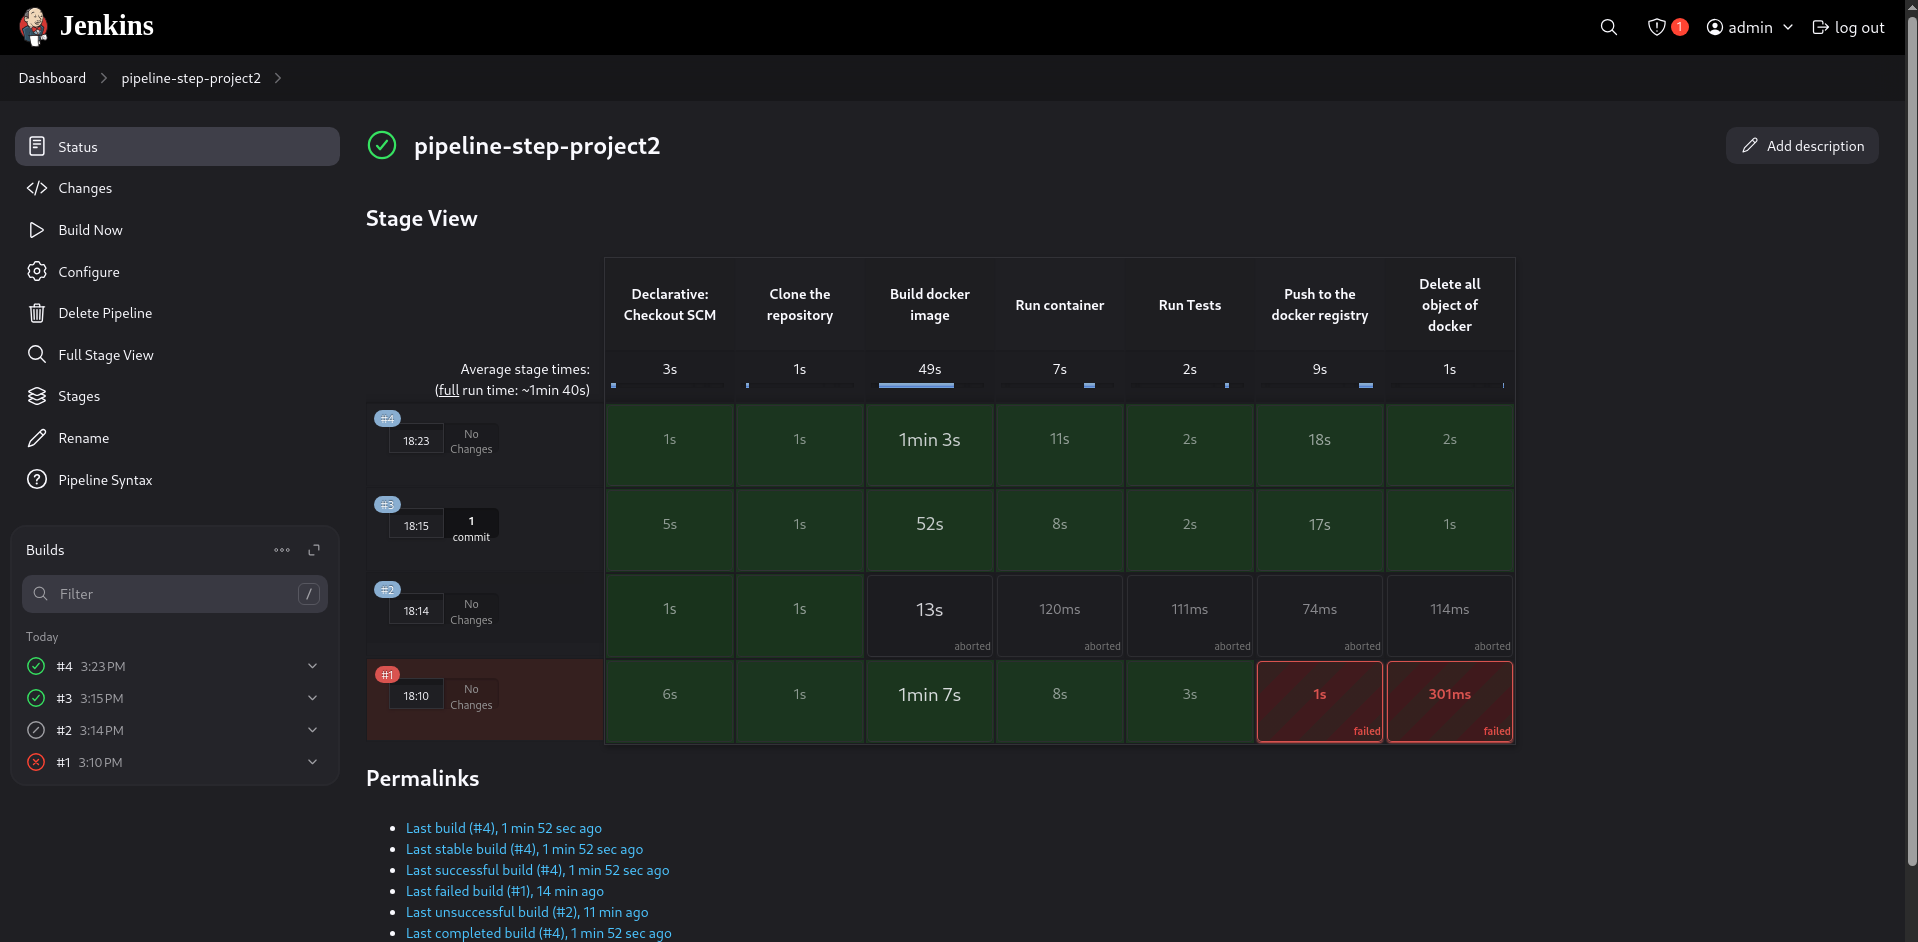 Jenkins
1
admin
log out
Dashboard
pipeline-step-project2
Status
Changes
Build Now
Configure
Delete Pipeline
Full Stage View
Stages
Rename
Pipeline Syntax
Builds
Filter
/
Today
#4 3:23 PM
#3 3:15 PM
#2 3:14 PM
#1 3:10 PM
pipeline-step-project2
Add description
Stage View
Declarative:
Checkout SCM
Clone the
repository
Build docker
image
Run container
Run Tests
Push to the
docker registry
Delete all
object of
docker
Average stage times:
(full run time: ~1min 40s)
3s
1s
49s
7s
2s
9s
1s
#4
18:23
No
Changes
1s
1s
1min 3s
11s
2s
18s
2s
#3
18:15
1
commit
5s
1s
52s
8s
2s
17s
1s
#2
18:14
No
Changes
1s
1s
13s
aborted
120ms
aborted
111ms
aborted
74ms
aborted
114ms
aborted
#1
18:10
No
Changes
6s
1s
1min 7s
8s
3s
1s
failed
301ms
failed
Permalinks
Last build (#4), 1 min 52 sec ago
Last stable build (#4), 1 min 52 sec ago
Last successful build (#4), 1 min 52 sec ago
Last failed build (#1), 14 min ago
Last unsuccessful build (#2), 11 min ago
Last completed build (#4), 1 min 52 sec ago